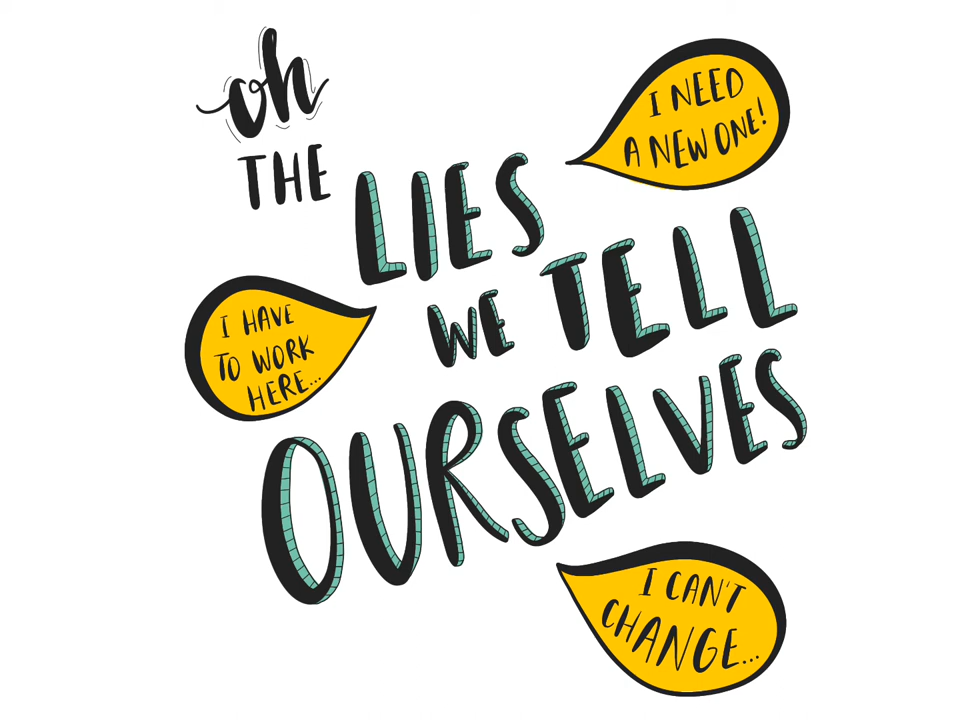 oh
THE
LIES
WE TELL
OURSELVES
I NEED
A NEW ONE!
I HAVE
TO WORK
HERE...
I CAN'T
CHANGE...